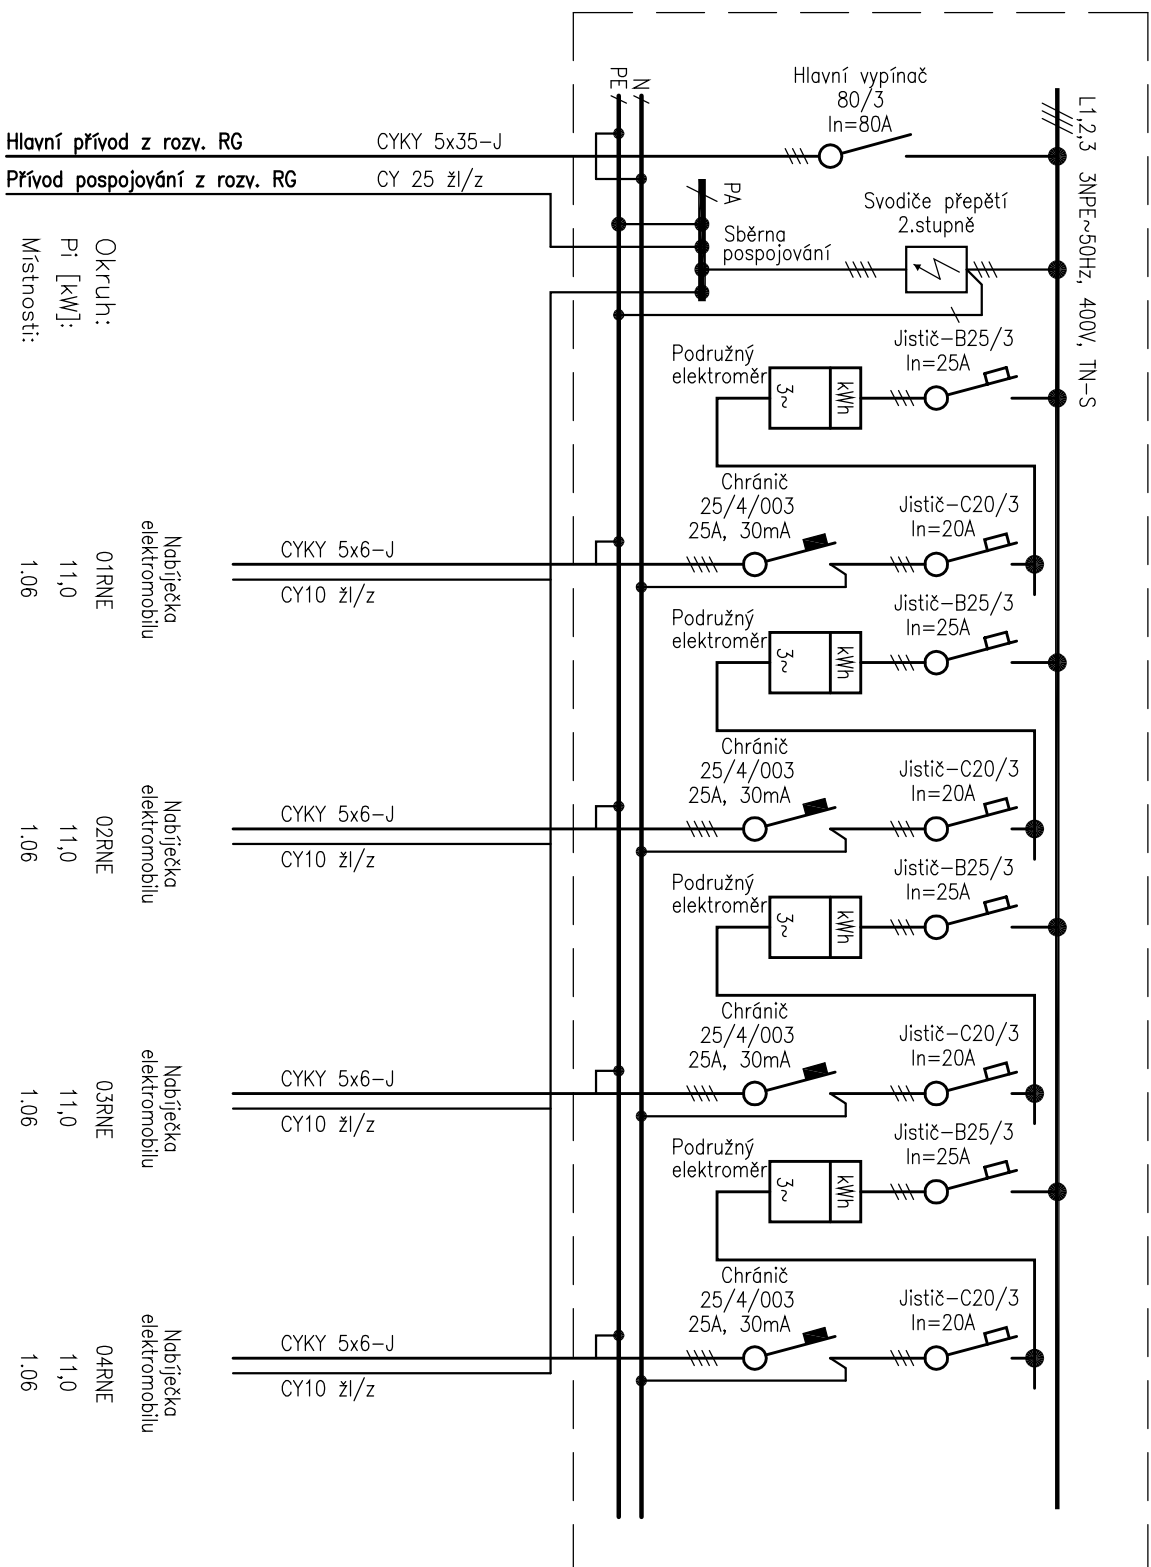 Hlavní vypínač
80/3
In=80A
L1,2,3 3NPE~50Hz, 400V, TN-S
PE
N
Hlavní přívod z rozv. RG
CYKY 5x35-J
Přívod pospojování z rozv. RG
CY 25 žl/z
PA
Sběrna
pospojování
Svodiče přepětí
2.stupně
Okruh:
Pi [kW]:
Místnosti:
Jistič-B25/3
In=25A
Podružný
elektroměr
kWh
3~
Chránič
25/4/003
25A, 30mA
Jistič-C20/3
In=20A
CYKY 5x6-J
CY10 žl/z
Nabíječka
elektromobilu
01RNE
11,0
1.06
Jistič-B25/3
In=25A
Podružný
elektroměr
kWh
3~
Chránič
25/4/003
25A, 30mA
Jistič-C20/3
In=20A
CYKY 5x6-J
CY10 žl/z
Nabíječka
elektromobilu
02RNE
11,0
1.06
Jistič-B25/3
In=25A
Podružný
elektroměr
kWh
3~
Chránič
25/4/003
25A, 30mA
Jistič-C20/3
In=20A
CYKY 5x6-J
CY10 žl/z
Nabíječka
elektromobilu
03RNE
11,0
1.06
Jistič-B25/3
In=25A
Podružný
elektroměr
kWh
3~
Chránič
25/4/003
25A, 30mA
Jistič-C20/3
In=20A
CYKY 5x6-J
CY10 žl/z
Nabíječka
elektromobilu
04RNE
11,0
1.06